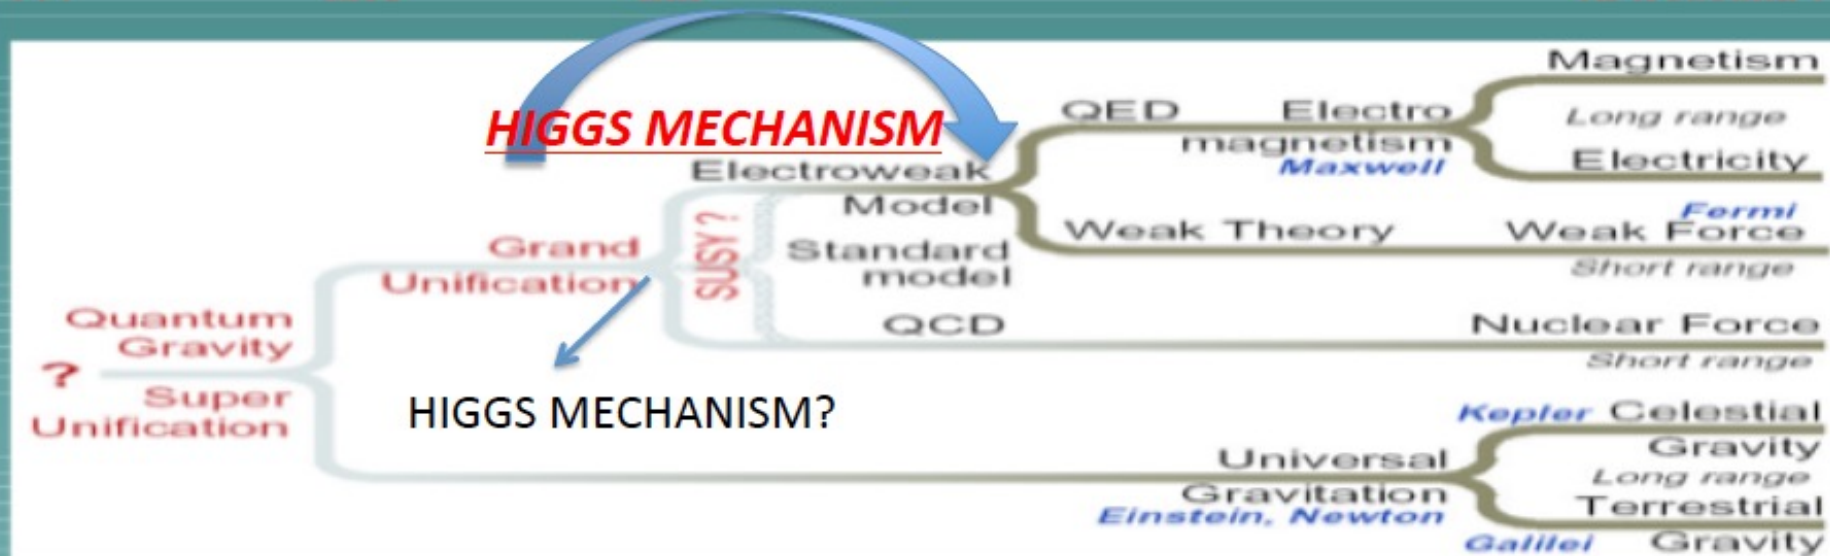 Magnetism
HIGGS MECHANISM
QED
Electro
magnetism
Maxwell
Long range
Electricity
Electroweak
Model
Fermi
Weak Theory
Weak Force
Short range
Grand
Unification
SUSY ?
Standard
model
QCD
Nuclear Force
Short range
Quantum
Gravity
?
Super
Unification
HIGGS MECHANISM?
Kepler Celestial
Gravity
Long range
Universal
Gravitation
Einstein, Newton
Terrestrial
Galilei Gravity